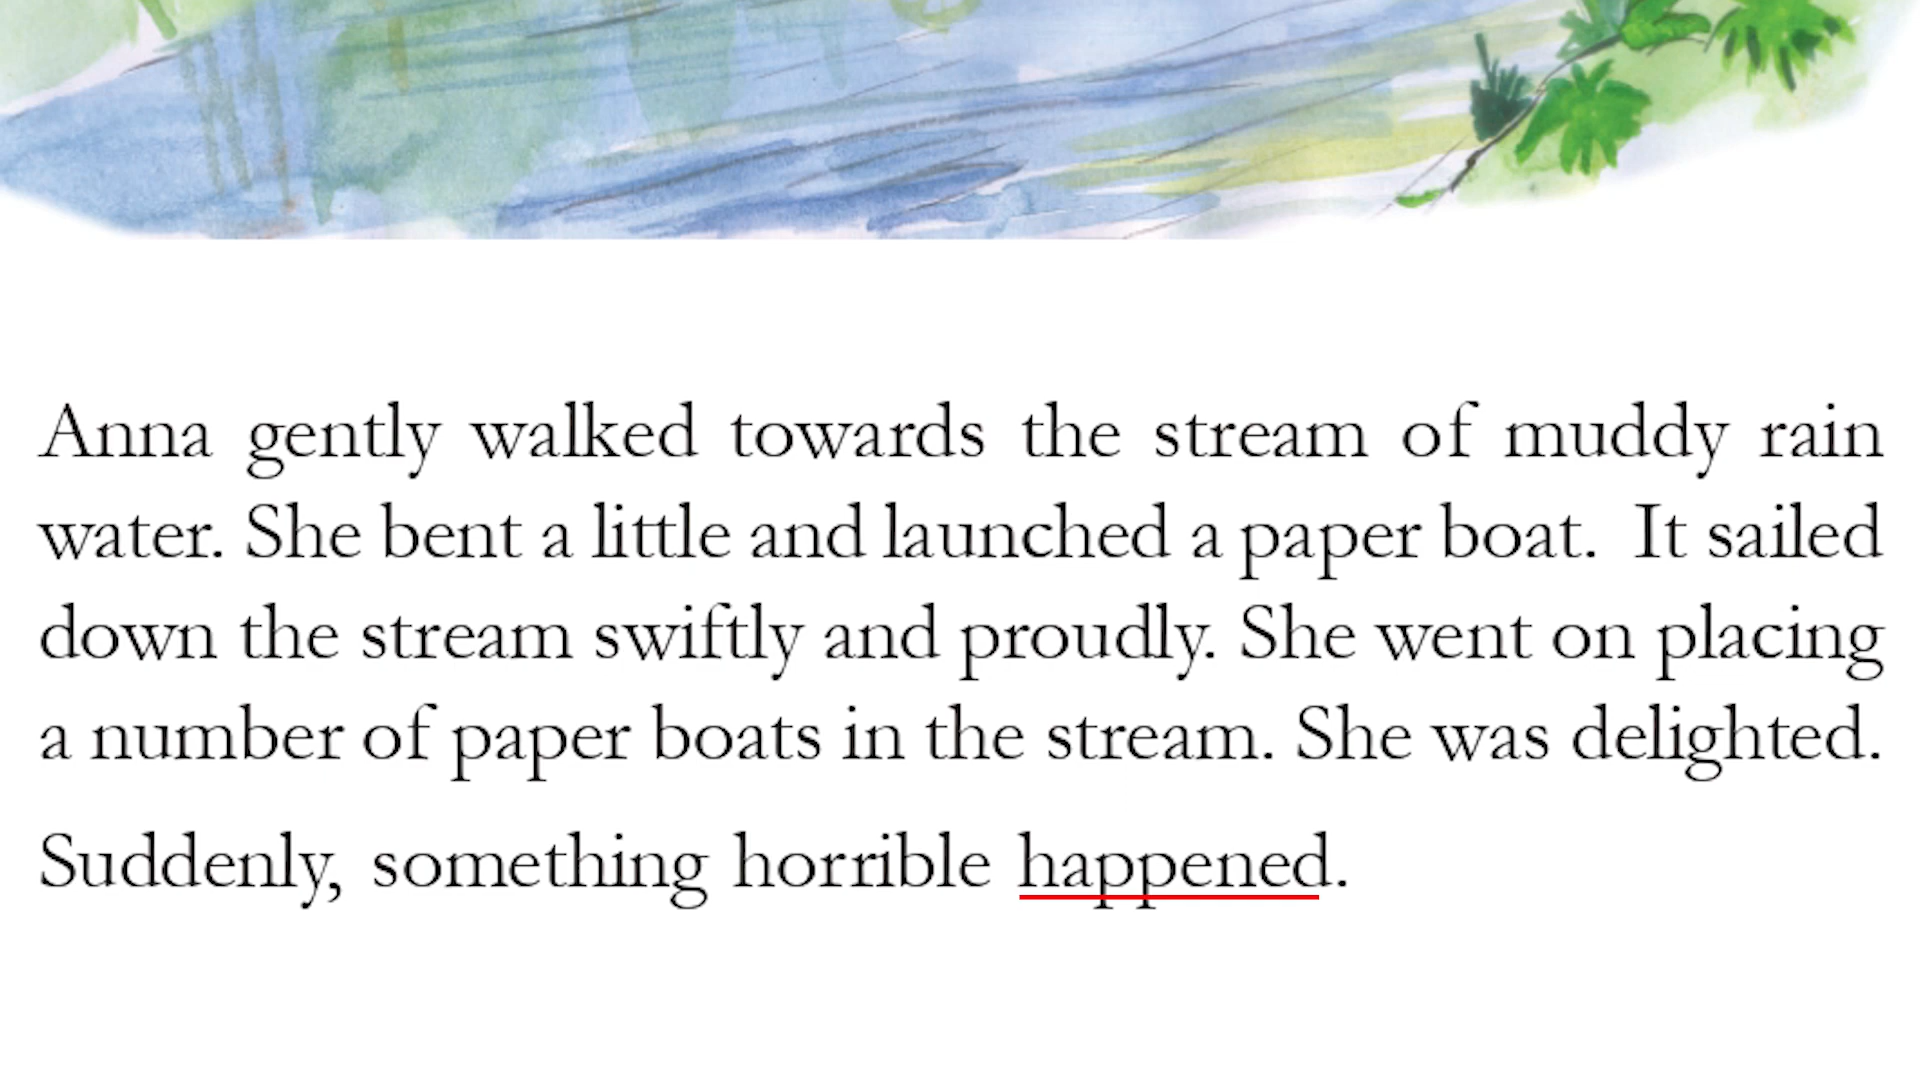 Anna gently walked towards the stream of muddy rain
water. She bent a little and launched a paper boat. It sailed
down the stream swiftly and proudly. She went on placing
a number of paper boats in the stream. She was delighted.
Suddenly, something horrible happened.